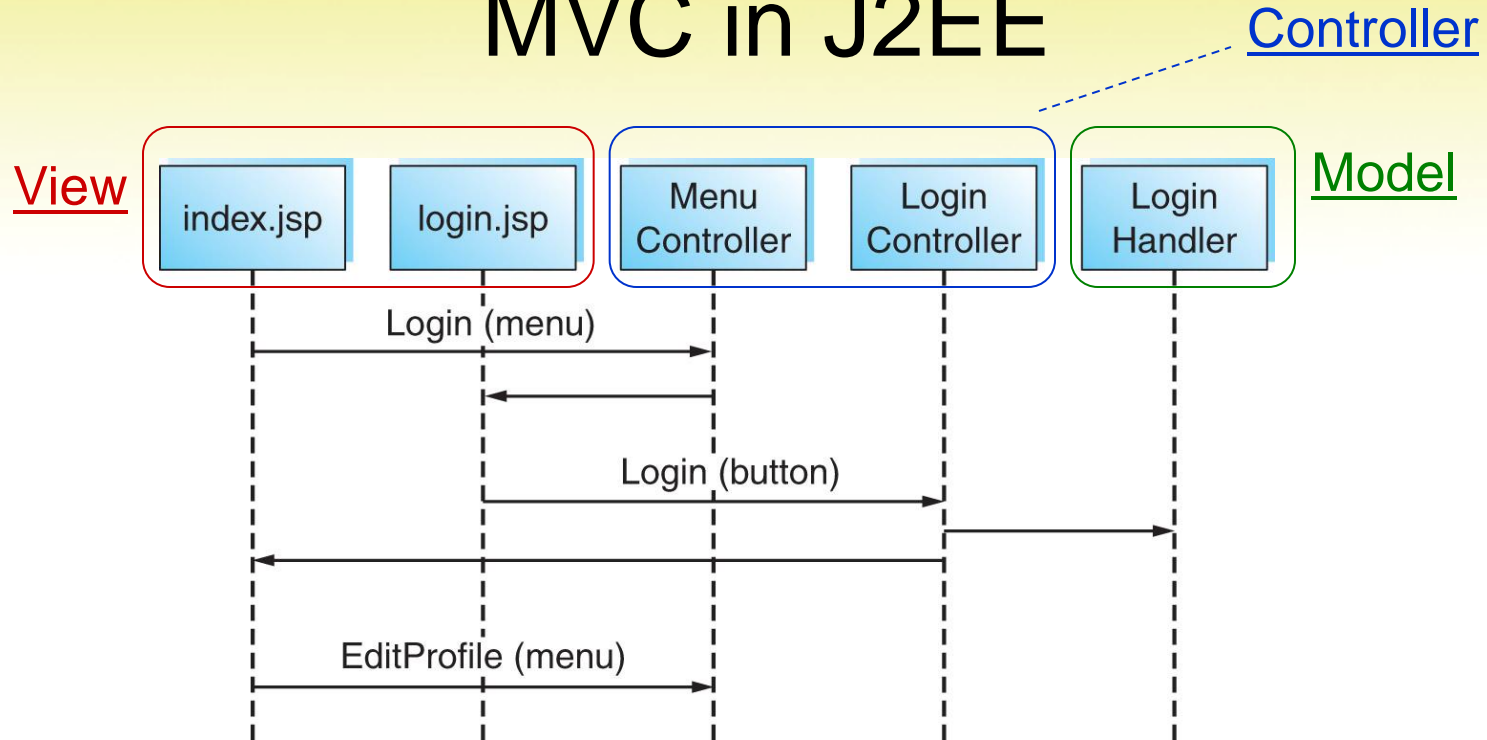 MVC in J2EE
Controller
View
index.jsp
login.jsp
Menu
Controller
Login
Controller
Login
Handler
Model
Login (menu)
Login (button)
EditProfile (menu)